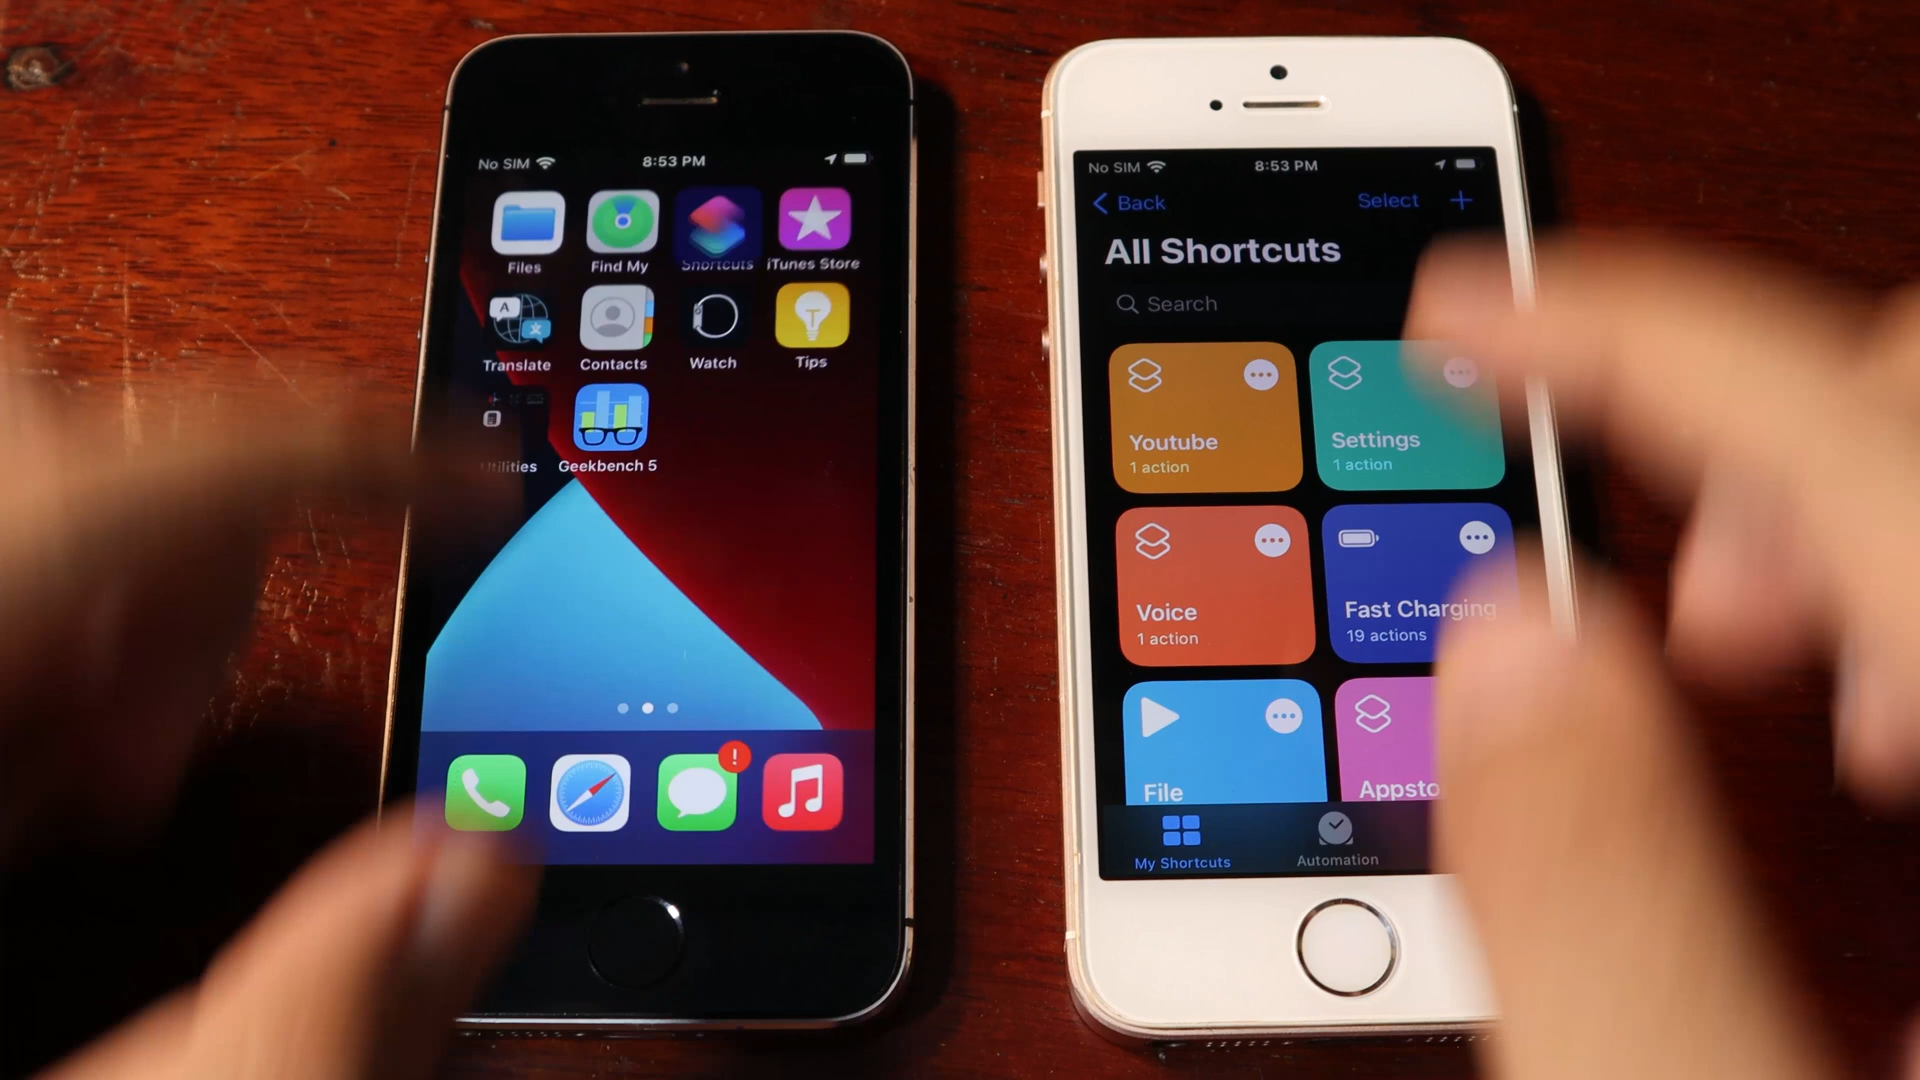 No SIM 8:53 PM
Files Find My Shortcuts iTunes Store
A
Translate Contacts Watch Tips
Utilities Geekbench 5
!
No SIM 8:53 PM
Back Select +
All Shortcuts
Search
Youtube Settings
1 action 1 action
Voice Fast Charging
1 action 19 actions
File Appsto
My Shortcuts Automation